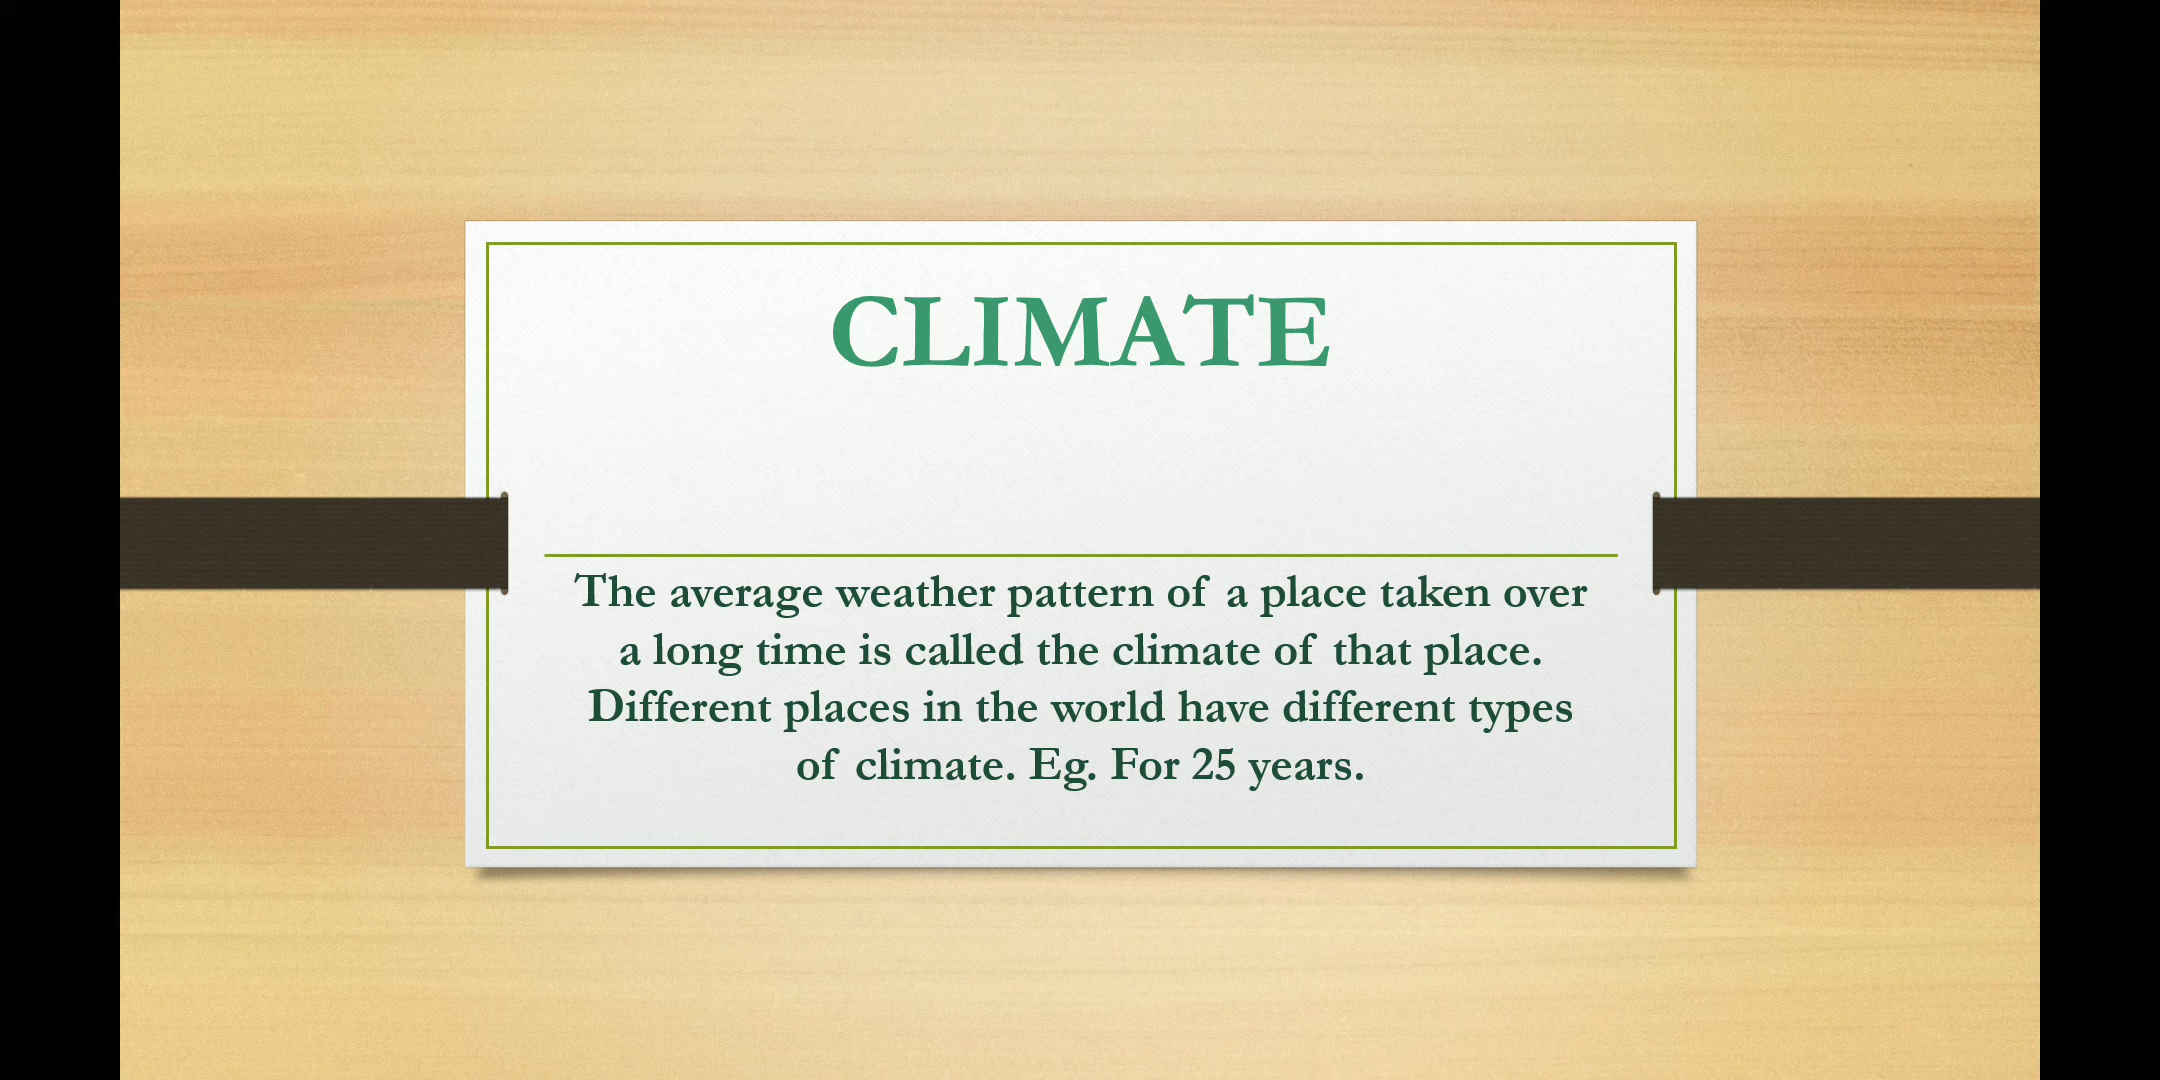 CLIMATE
The average weather pattern of a place taken over
a long time is called the climate of that place.
Different places in the world have different types
of climate. Eg. For 25 years.